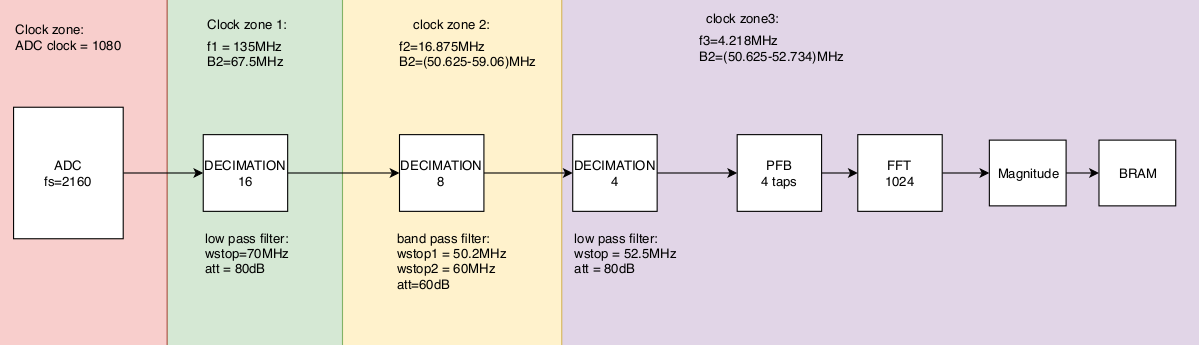 Clock zone:
ADC clock = 1080
Clock zone 1:
f1 = 135MHz
B2=67.5MHz
clock zone 2:
f2=16.875MHz
B2=(50.625-59.06)MHz
clock zone3:
f3=4.218MHz
B2=(50.625-52.734)MHz
ADC
fs=2160
DECIMATION
16
DECIMATION
8
DECIMATION
4
PFB
4 taps
FFT
1024
Magnitude
BRAM
low pass filter:
wstop=70MHz
att = 80dB
band pass filter:
wstop1 = 50.2MHz
wstop2 = 60MHz
att=60dB
low pass filter:
wstop = 52.5MHz
att = 80dB